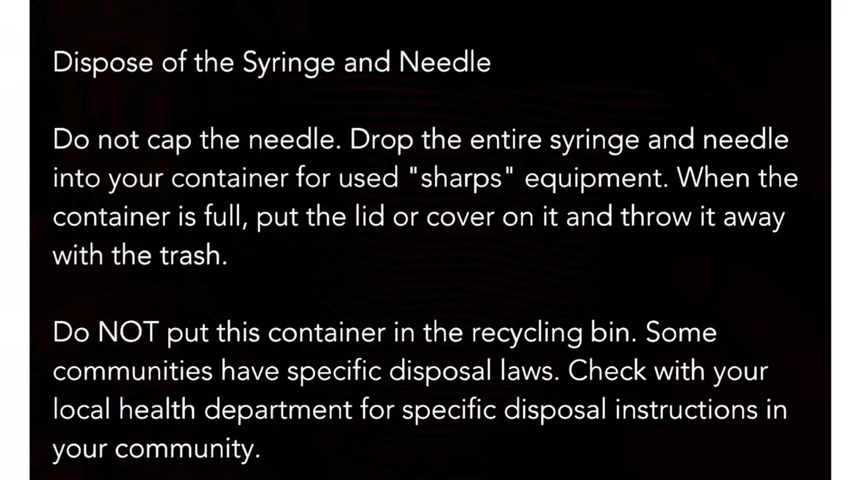 Dispose of the Syringe and Needle
Do not cap the needle. Drop the entire syringe and needle
into your container for used "sharps" equipment. When the
container is full, put the lid or cover on it and throw it away
with the trash.
Do NOT put this container in the recycling bin. Some
communities have specific disposal laws. Check with your
local health department for specific disposal instructions in
your community.